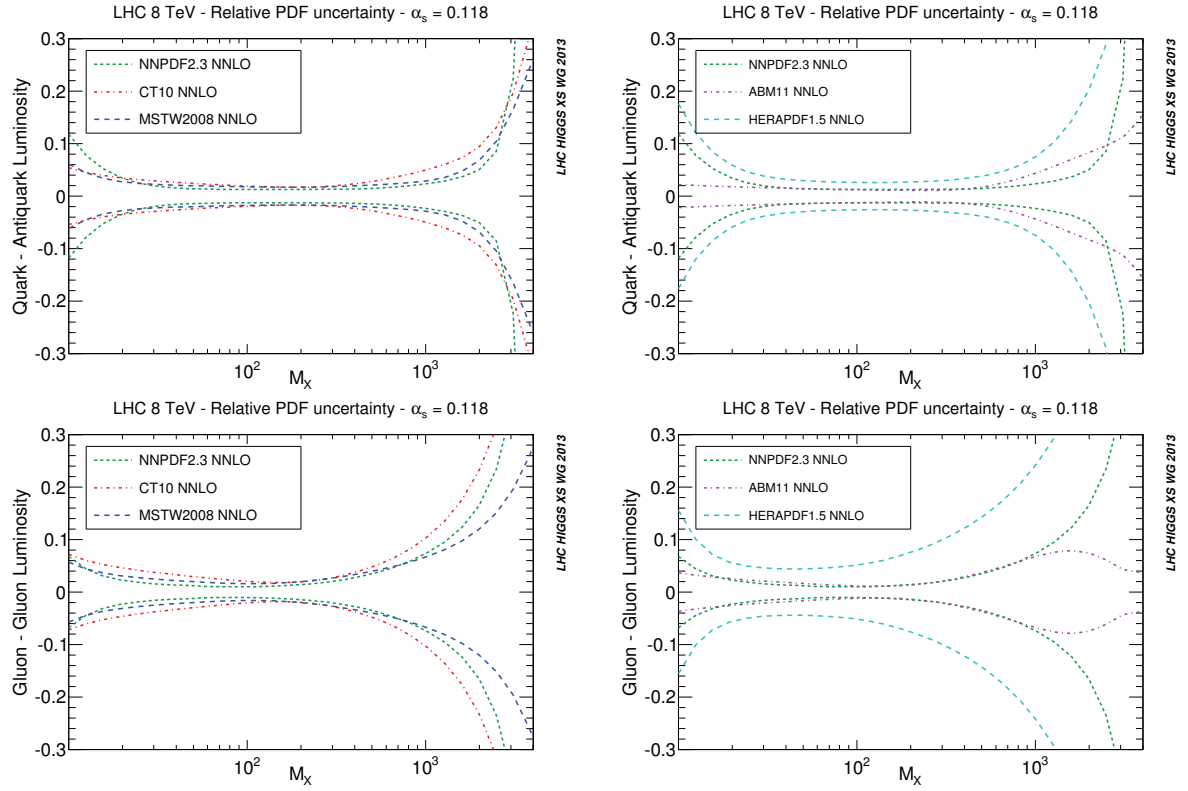 LHC 8 TeV - Relative PDF uncertainty - αs = 0.118
Quark - Antiquark Luminosity
0.3
0.2
0.1
0
-0.1
-0.2
-0.3
NNPDF2.3 NNLO
CT10 NNLO
MSTW2008 NNLO
10²
10³
M_X
LHC HIGGS XS WG 2013
LHC 8 TeV - Relative PDF uncertainty - αs = 0.118
Quark - Antiquark Luminosity
0.3
0.2
0.1
0
-0.1
-0.2
-0.3
NNPDF2.3 NNLO
ABM11 NNLO
HERAPDF1.5 NNLO
10²
10³
M_X
LHC HIGGS XS WG 2013
LHC 8 TeV - Relative PDF uncertainty - αs = 0.118
Gluon - Gluon Luminosity
0.3
0.2
0.1
0
-0.1
-0.2
-0.3
NNPDF2.3 NNLO
CT10 NNLO
MSTW2008 NNLO
10²
10³
M_X
LHC HIGGS XS WG 2013
LHC 8 TeV - Relative PDF uncertainty - αs = 0.118
Gluon - Gluon Luminosity
0.3
0.2
0.1
0
-0.1
-0.2
-0.3
NNPDF2.3 NNLO
ABM11 NNLO
HERAPDF1.5 NNLO
10²
10³
M_X
LHC HIGGS XS WG 2013